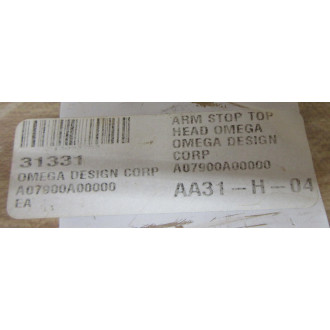 31331
OMEGA DESIGN CORP
A07900A00000
EA
ARM STOP TOP
HEAD OMEGA
OMEGA DESIGN
CORP
A07900A00000
AA31-H-04